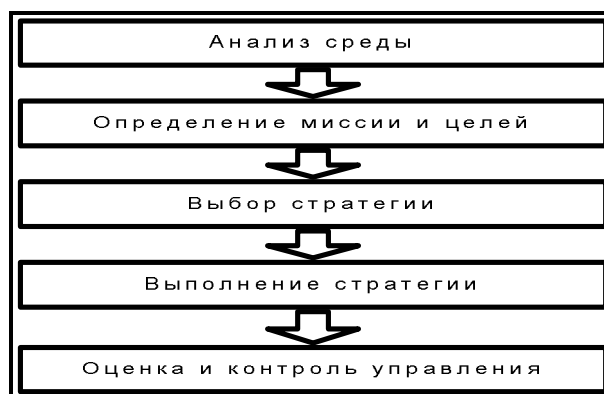 Анализ среды
Определение миссии и целей
Выбор стратегии
Выполнение стратегии
Оценка и контроль управления